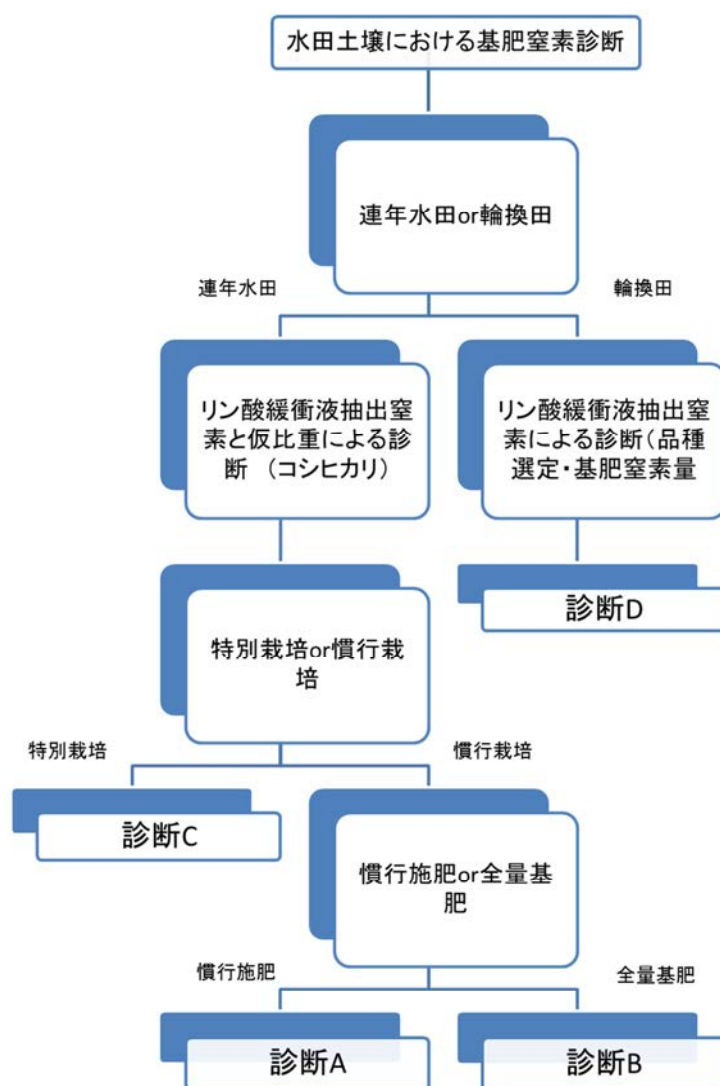 水田土壌における基肥窒素診断
連年水田or輪換田
連年水田
輪換田
リン酸緩衝液抽出窒
素と仮比重による診
断 （コシヒカリ）
リン酸緩衝液抽出窒
素による診断（品種
選定・基肥窒素量
診断D
特別栽培or慣行栽
培
特別栽培
慣行栽培
診断C
慣行施肥or全量基
肥
慣行施肥
全量基肥
診断A
診断B